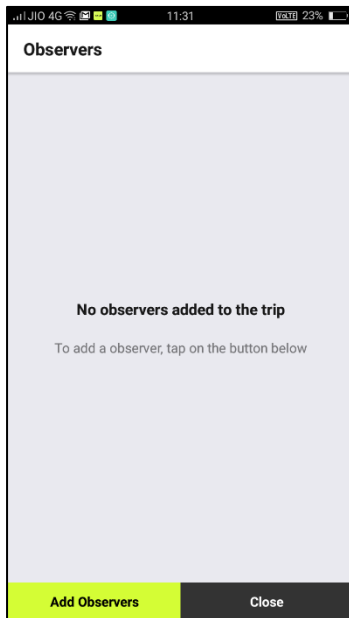 JIO 4G 11:31 VoLTE 23%
Observers
No observers added to the trip
To add a observer, tap on the button below
Add Observers Close